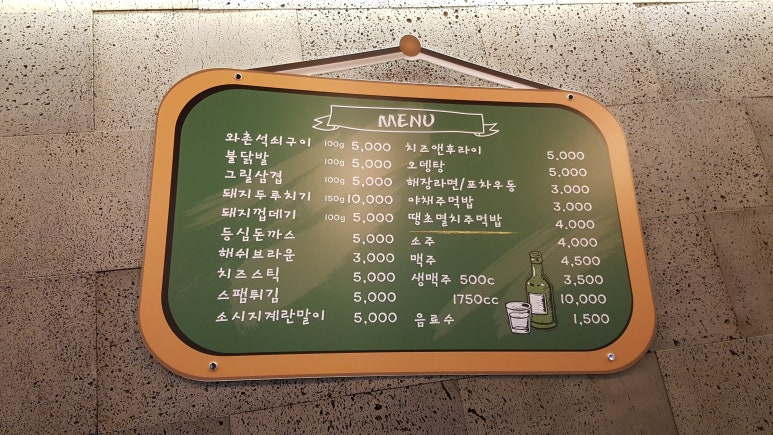 MENU
와촌석쇠구이 100g 5,000
불닭발 100g 5,000
그릴삼겹 100g 5,000
돼지두루치기 150g 10,000
돼지껍데기 100g 5,000
등심돈까스 5,000
해쉬브라운 3,000
치즈스틱 5,000
스팸튀김 5,000
소시지계란말이 5,000
치즈앤후라이 5,000
오뎅탕 5,000
해장라면/포차우동 3,000
야채주먹밥 3,000
땡초멸치주먹밥 4,000
소주 4,000
맥주 4,500
생맥주 500c 3,500
1750cc 10,000
음료수 1,500